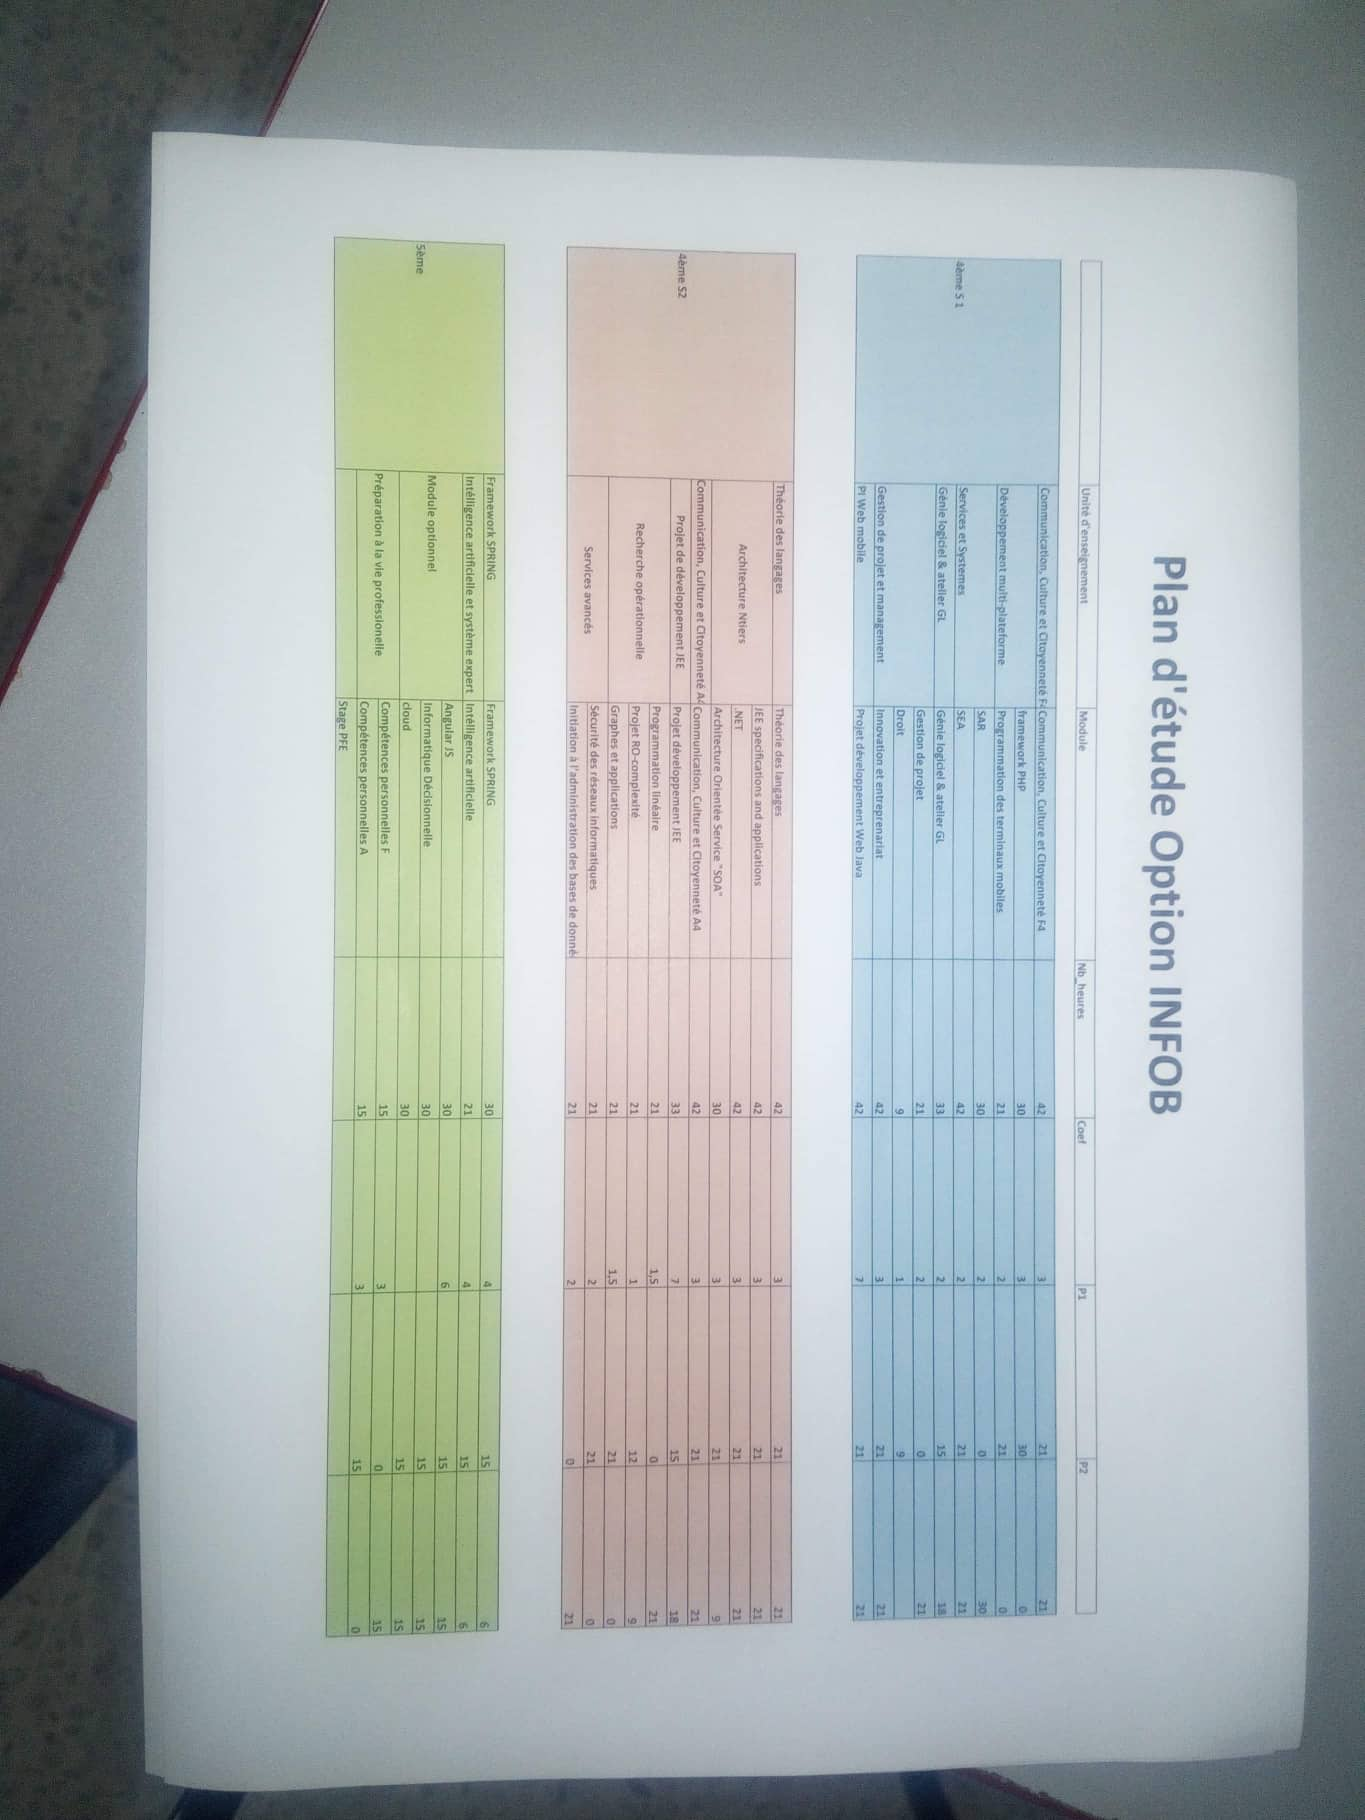 Plan d'étude Option INFOB
Unité d'enseignement Module Nb_heures Coef P1 P2
4ème S 1
Communication, Culture et Citoyenneté F4 Communication, Culture et Citoyenneté F4 42 3 21 21
Développement multi-plateforme framework PHP 30 3 30 0
Programmation des terminaux mobiles 21 2 21 0
Services et Systemes SAR 30 2 0 30
SEA 42 2 21 21
Génie logiciel & atelier GL Génie logiciel & atelier GL 33 2 15 18
Gestion de projet et management Gestion de projet 21 2 0 21
Droit 9 1 9
Innovation et entreprenariat 42 3 21 21
PI Web mobile Projet développement Web Java 42 7 21 21
4ème S2
Théorie des langages Théorie des langages 42 3 21 21
Architecture Ntiers JEE specifications and applications 42 3 21 21
.NET 42 3 21 21
Architecture Orientée Service "SOA" 30 3 21 9
Communication, Culture et Citoyenneté A4 Communication, Culture et Citoyenneté A4 42 3 21 21
Projet de développement JEE Projet développement JEE 33 7 15 18
Recherche opérationnelle Programmation linéaire 21 1,5 0 21
Projet RO-complexité 21 1 12 9
Graphes et applications 21 1,5 21 0
Services avancés Sécurité des réseaux informatiques 21 2 21 0
Initiation à l'administration des bases de donné 21 2 0 21
5ème
Framework SPRING Framework SPRING 30 4 15 6
Intélligence artificielle et système expert Intélligence artificielle 21 4 15 6
Module optionnel Angular JS 30 6 15 15
Informatique Décisionnelle 30 15 15
cloud 30 15 15
Préparation à la vie professionelle Compétences personnelles F 15 3 0 15
Compétences personnelles A 15 3 15 0
Stage PFE